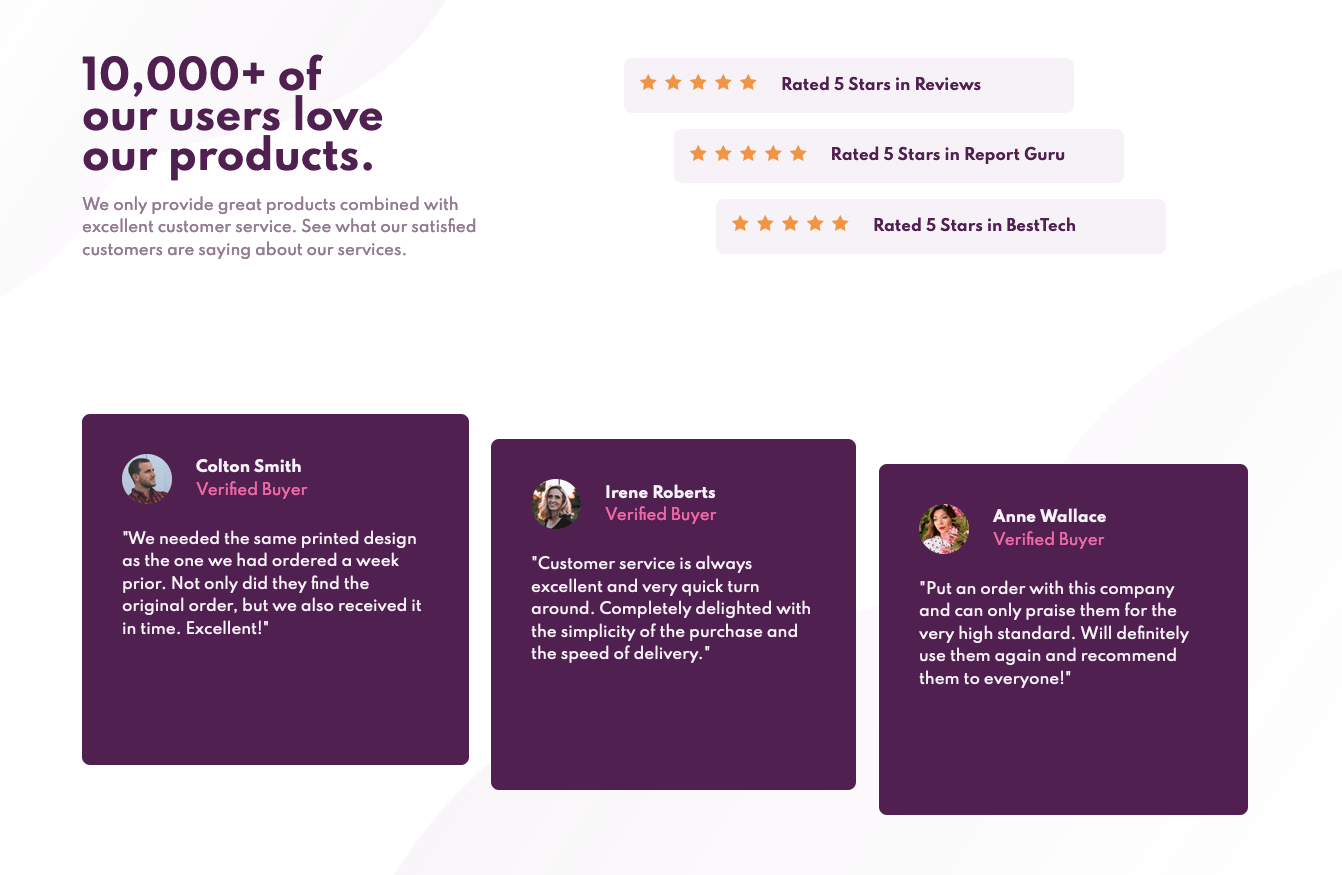 10,000+ of
our users love
our products.
We only provide great products combined with
excellent customer service. See what our satisfied
customers are saying about our services.
Rated 5 Stars in Reviews
Rated 5 Stars in Report Guru
Rated 5 Stars in BestTech
Colton Smith
Verified Buyer
"We needed the same printed design
as the one we had ordered a week
prior. Not only did they find the
original order, but we also received it
in time. Excellent!"
Irene Roberts
Verified Buyer
"Customer service is always
excellent and very quick turn
around. Completely delighted with
the simplicity of the purchase and
the speed of delivery."
Anne Wallace
Verified Buyer
"Put an order with this company
and can only praise them for the
very high standard. Will definitely
use them again and recommend
them to everyone!"